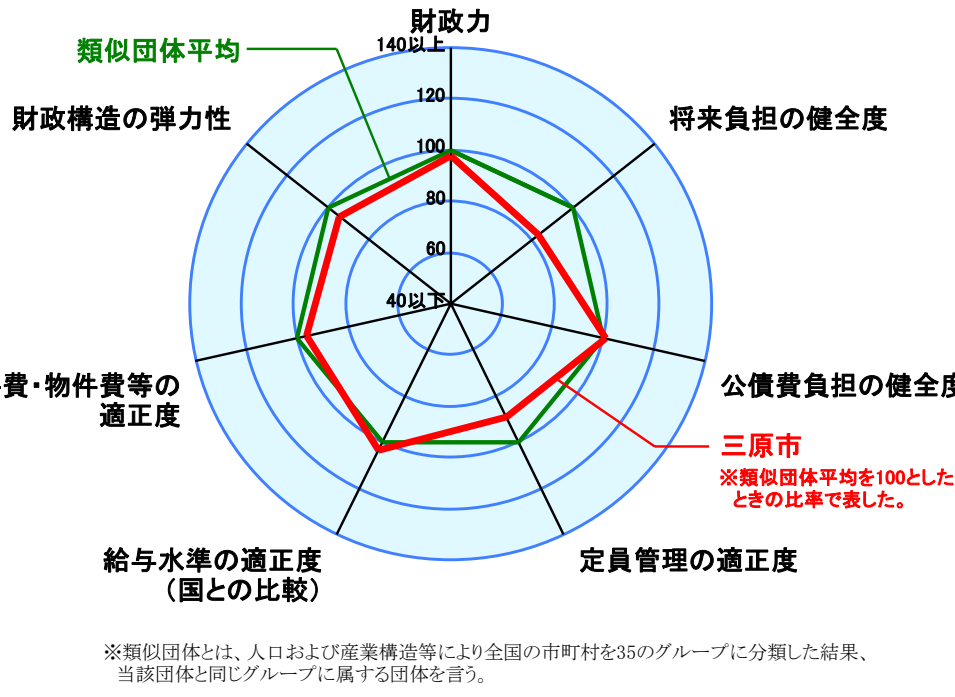 財政力
140以上
類似団体平均
120
財政構造の弾力性
将来負担の健全度
100
80
60
40以下
費・物件費等の
適正度
公債費負担の健全度
三原市
※類似団体平均を100とした
ときの比率で表した。
給与水準の適正度
（国との比較）
定員管理の適正度
※類似団体とは、人口および産業構造等により全国の市町村を35のグループに分類した結果、
当該団体と同じグループに属する団体を言う。